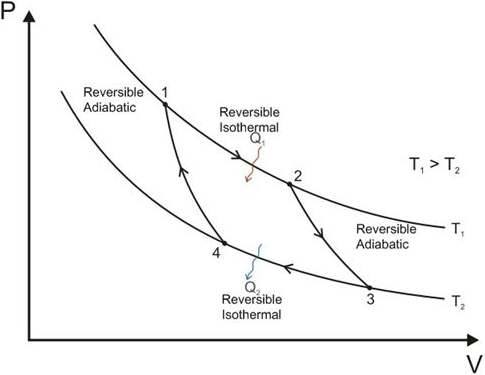 P
Reversible
Adiabatic
1
Reversible
Isothermal
Q₁
T₁ > T₂
2
Reversible
Adiabatic
T₁
4
Q₂
Reversible
Isothermal
3
T₂
V